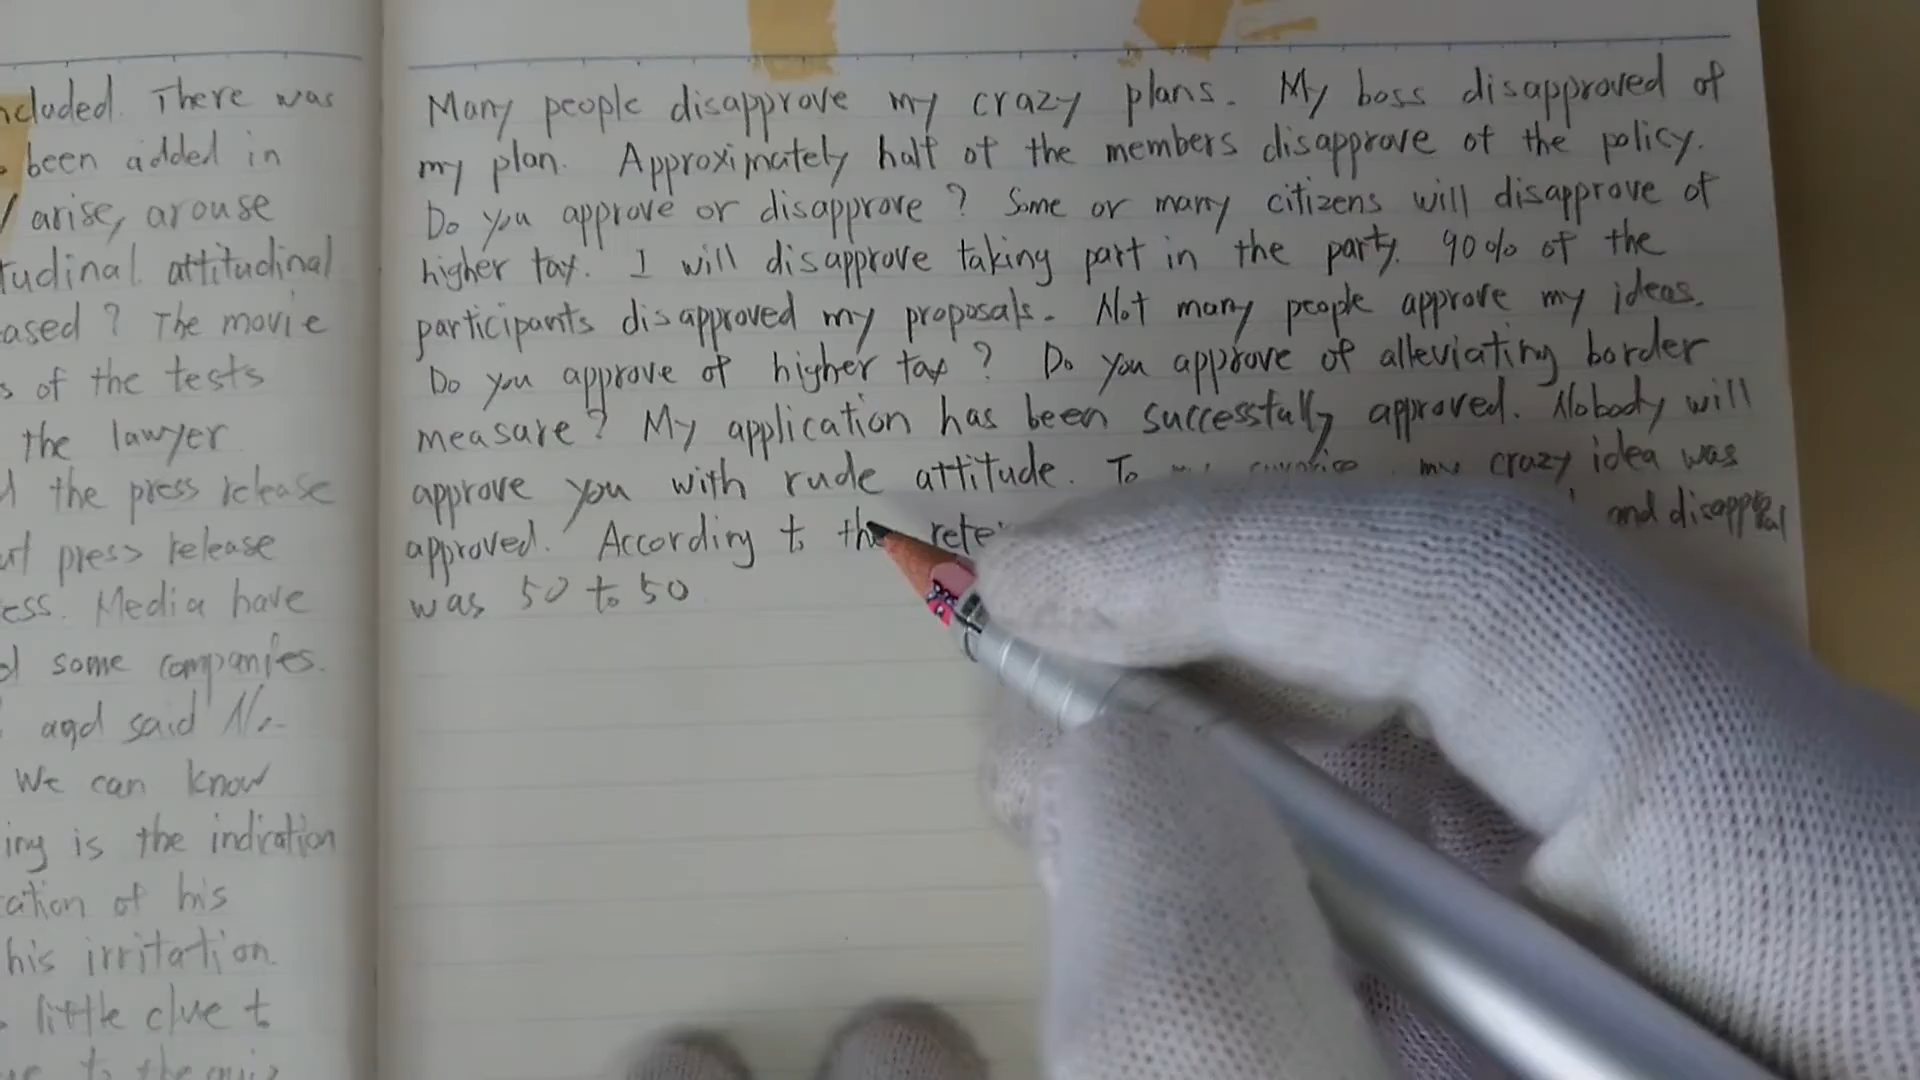 ncluded. There was
been added in
arise, arouse
tudinal. attitudinal
ased? The movie
s of the tests
the lawyer
the press release
press release
ess. Media have
some companies.
and said No.
We can know
ing is the indication
cation of his
his irritation.
little clue to
to the quiz
Many people disapprove my crazy plans. My boss disapproved of
my plan. Approximately half of the members disapprove of the policy.
Do you approve or disapprove? Some or many citizens will disapprove of
higher tax. I will disapprove taking part in the party. 90% of the
participants disapproved my proposals. Not many people approve my ideas.
Do you approve of higher tax? Do you approve of alleviating border
measure? My application has been successfully approved. Nobody will
approve you with rude attitude. To my surprise, my crazy idea was
approved. According to the and disapproval
was 50 to 50